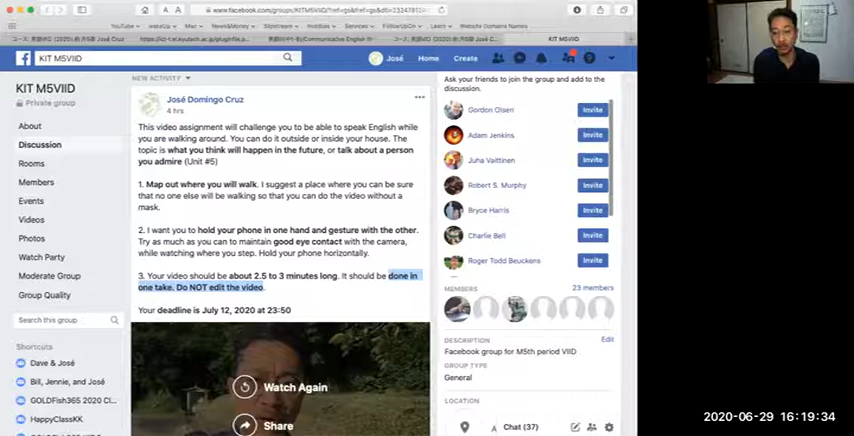 www.facebook.com/groups/KITM5VIID/
YouTube
Mac
News&Money
Slipstream
HotBids
Services
FollowUSOn
Learn
Website Domain Names
KIT M5VIID
KIT M5VIID
José
Home
Create
KIT M5VIID
Private group
About
Discussion
Rooms
Members
Events
Videos
Photos
Watch Party
Moderate Group
Group Quality
Search this group
Shortcuts
Dave & José
Bill, Jennie, and José
GOLDFish365 2020 Cl...
HappyClassKK
NEW ACTIVITY
José Domingo Cruz
4 hrs
This video assignment will challenge you to be able to speak English while
you are walking around. You can do it outside or inside your house. The
topic is what you think will happen in the future, or talk about a person
you admire (Unit #5)
1. Map out where you will walk. I suggest a place where you can be sure
that no one else will be walking so that you can do the video without a
mask.
2. I want you to hold your phone in one hand and gesture with the other.
Try as much as you can to maintain good eye contact with the camera,
while watching where you step. Hold your phone horizontally.
3. Your video should be about 2.5 to 3 minutes long. It should be done in
one take. Do NOT edit the video.
Your deadline is July 12, 2020 at 23:50
Watch Again
Share
Ask your friends to join the group and add to the
discussion.
Gordon Olsen
Invite
Adam Jenkins
Invite
Juha Vaittinen
Invite
Robert S. Murphy
Invite
Bryce Harris
Invite
Charlie Bell
Invite
Roger Todd Beuckens
Invite
23 members
DESCRIPTION
Edit
Facebook group for M5th period VIID
GROUP TYPE
General
LOCATION
Chat (37)
2020-06-29 16:19:34